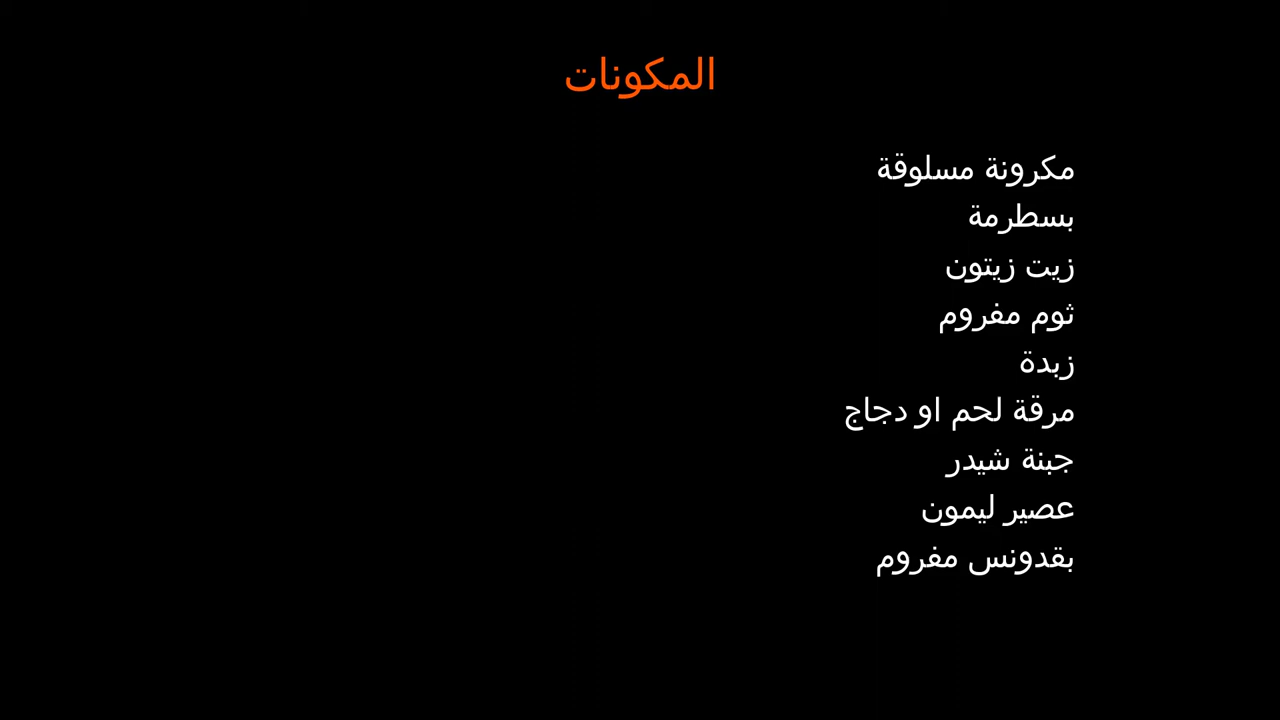 المكونات
مكرونة مسلوقة
بسطرمة
زيت زيتون
ثوم مفروم
زبدة
مرقة لحم او دجاج
جبنة شيدر
عصير ليمون
بقدونس مفروم